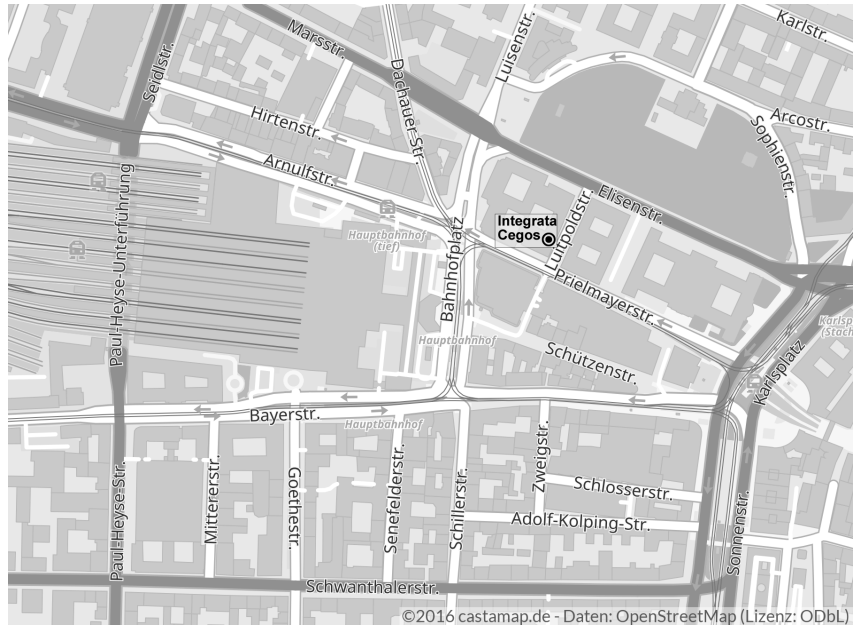 Karlstr.
Marsstr.
Luisenstr.
Seidlstr.
Dachauer Str.
Hirtenstr.
Arcostr.
Sophienstr.
Arnulfstr.
Elisenstr.
Paul-Heyse-Unterführung
Hauptbahnhof
(tief)
Bahnhofplatz
Integrata
Cegos
Luitpoldstr.
Prielmayerstr.
Hauptbahnhof
Schützenstr.
Karlsp
(Stach
Karlsplatz
Bayerstr.
Hauptbahnhof
Paul-Heyse-Str.
Mittererstr.
Goethestr.
Senefelderstr.
Schillerstr.
Zweigstr.
Schlosserstr.
Adolf-Kolping-Str.
Sonnenstr.
Schwanthalerstr.
©2016 castamap.de - Daten: OpenStreetMap (Lizenz: ODbL)